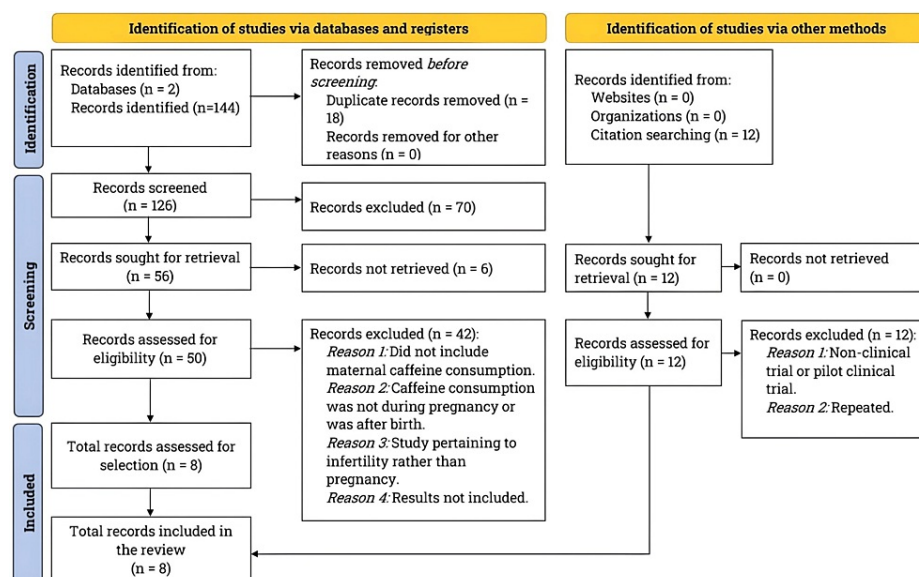 Identification of studies via databases and registers
Identification of studies via other methods
Identification
Records identified from:
Databases (n = 2)
Records identified (n=144)
Records removed before
screening:
Duplicate records removed (n =
18)
Records removed for other
reasons (n = 0)
Records identified from:
Websites (n = 0)
Organizations (n = 0)
Citation searching (n = 12)
Screening
Records screened
(n = 126)
Records excluded (n = 70)
Records sought for retrieval
(n = 56)
Records not retrieved (n = 6)
Records sought for
retrieval (n = 12)
Records not retrieved
(n = 0)
Records assessed for
eligibility (n = 50)
Records excluded (n = 42):
Reason 1: Did not include
maternal caffeine consumption.
Reason 2: Caffeine consumption
was not during pregnancy or
was after birth.
Reason 3: Study pertaining to
infertility rather than
pregnancy.
Reason 4: Results not included.
Records assessed for
eligibility (n = 12)
Records excluded (n = 12):
Reason 1: Non-clinical
trial or pilot clinical
trial.
Reason 2: Repeated.
Included
Total records assessed for
selection (n = 8)
Total records included in
the review
(n = 8)